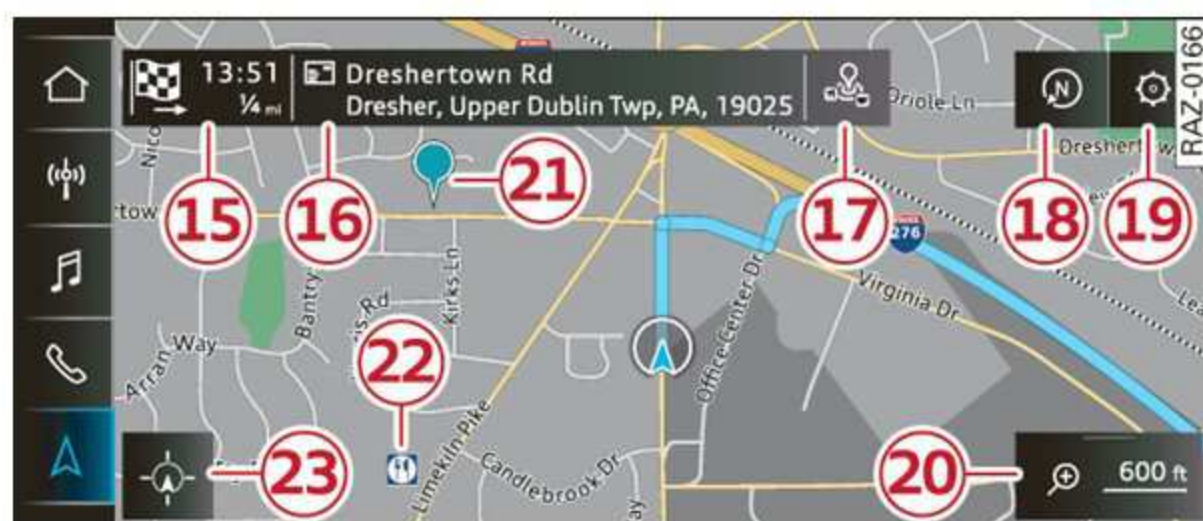 13:51
¼ mi
Dreshertown Rd
Dresher, Upper Dublin Twp, PA, 19025
N
RAZ-0166
Oriole Ln
15
16
21
17
18
19
276
Kirks Ln
Bantry
Virginia Dr
Office Center Dr
Way
Arran
22
Limekiln Pike
Candlebrook Dr
23
20
600 ft